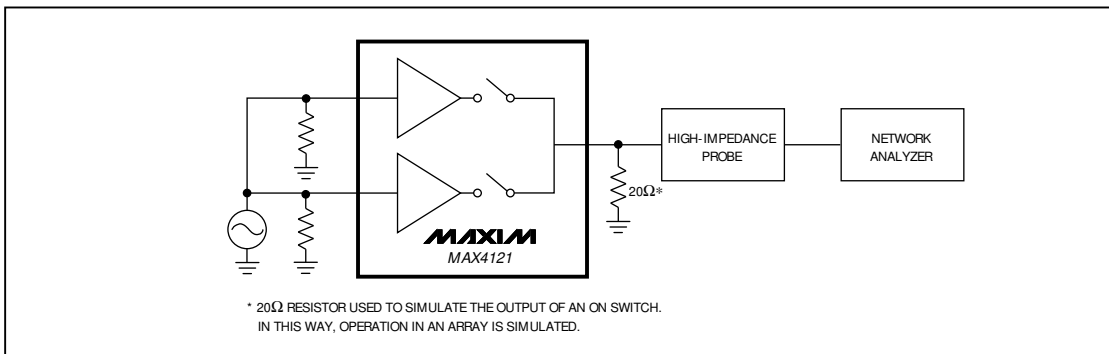 HIGH-IMPEDANCE
PROBE
NETWORK
ANALYZER
20Ω*
MAXIM
MAX4121
* 20Ω RESISTOR USED TO SIMULATE THE OUTPUT OF AN ON SWITCH.
IN THIS WAY, OPERATION IN AN ARRAY IS SIMULATED.